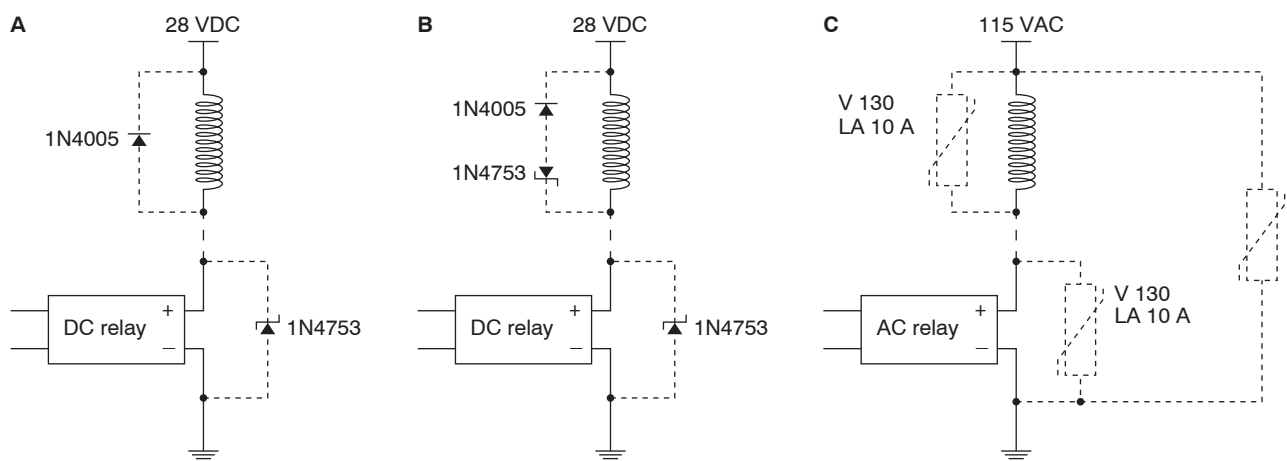 A
28 VDC
1N4005
DC relay
+
–
1N4753
B
28 VDC
1N4005
1N4753
DC relay
+
–
1N4753
C
115 VAC
V 130
LA 10 A
AC relay
+
–
V 130
LA 10 A